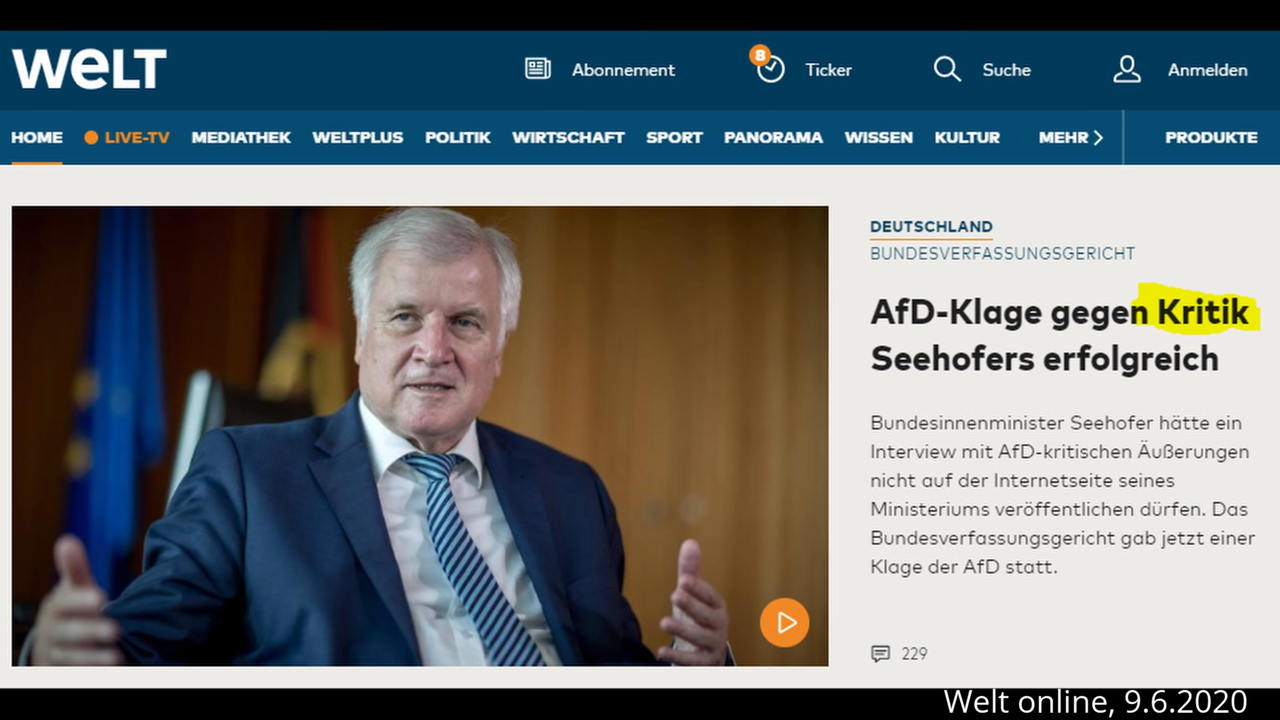 WELT
Abonnement
8
Ticker
Suche
Anmelden
HOME
LIVE-TV
MEDIATHEK
WELTPLUS
POLITIK
WIRTSCHAFT
SPORT
PANORAMA
WISSEN
KULTUR
MEHR
PRODUKTE
DEUTSCHLAND
BUNDESVERFASSUNGSGERICHT
AfD-Klage gegen Kritik
Seehofers erfolgreich
Bundesinnenminister Seehofer hätte ein
Interview mit AfD-kritischen Äußerungen
nicht auf der Internetseite seines
Ministeriums veröffentlichen dürfen. Das
Bundesverfassungsgericht gab jetzt einer
Klage der AfD statt.
229
Welt online, 9.6.2020